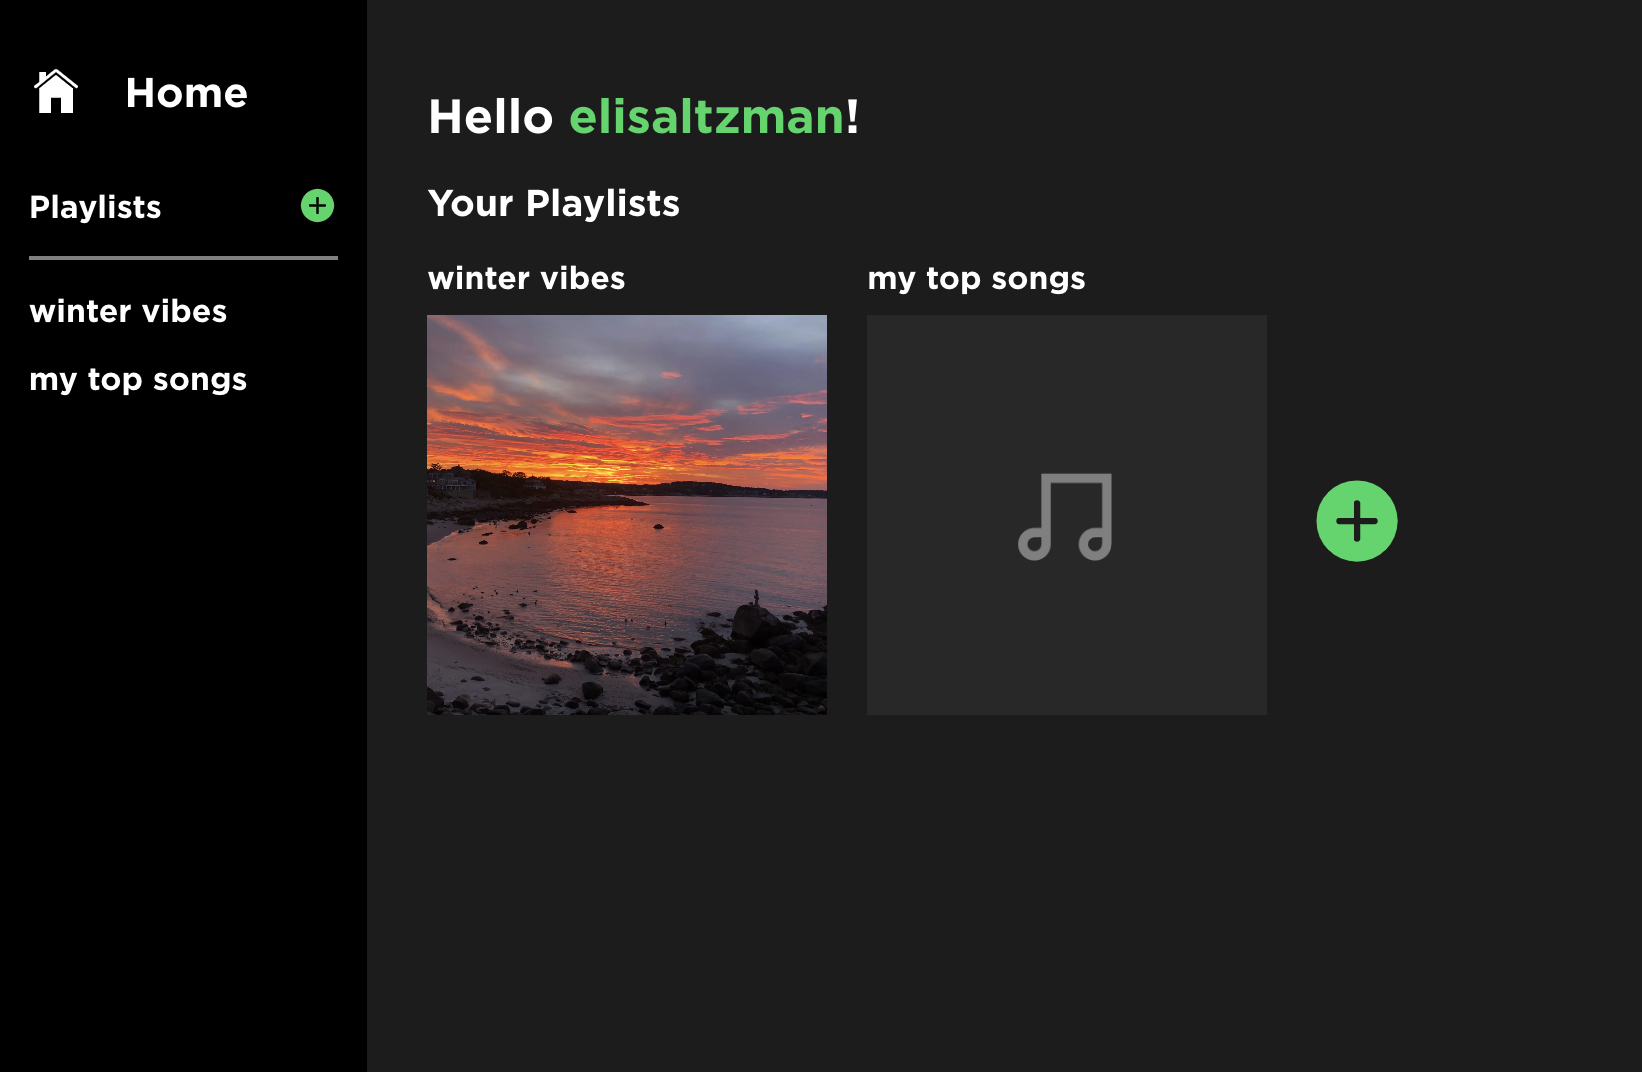 Home
Playlists
winter vibes
my top songs
Hello elisaltzman!
Your Playlists
winter vibes
my top songs